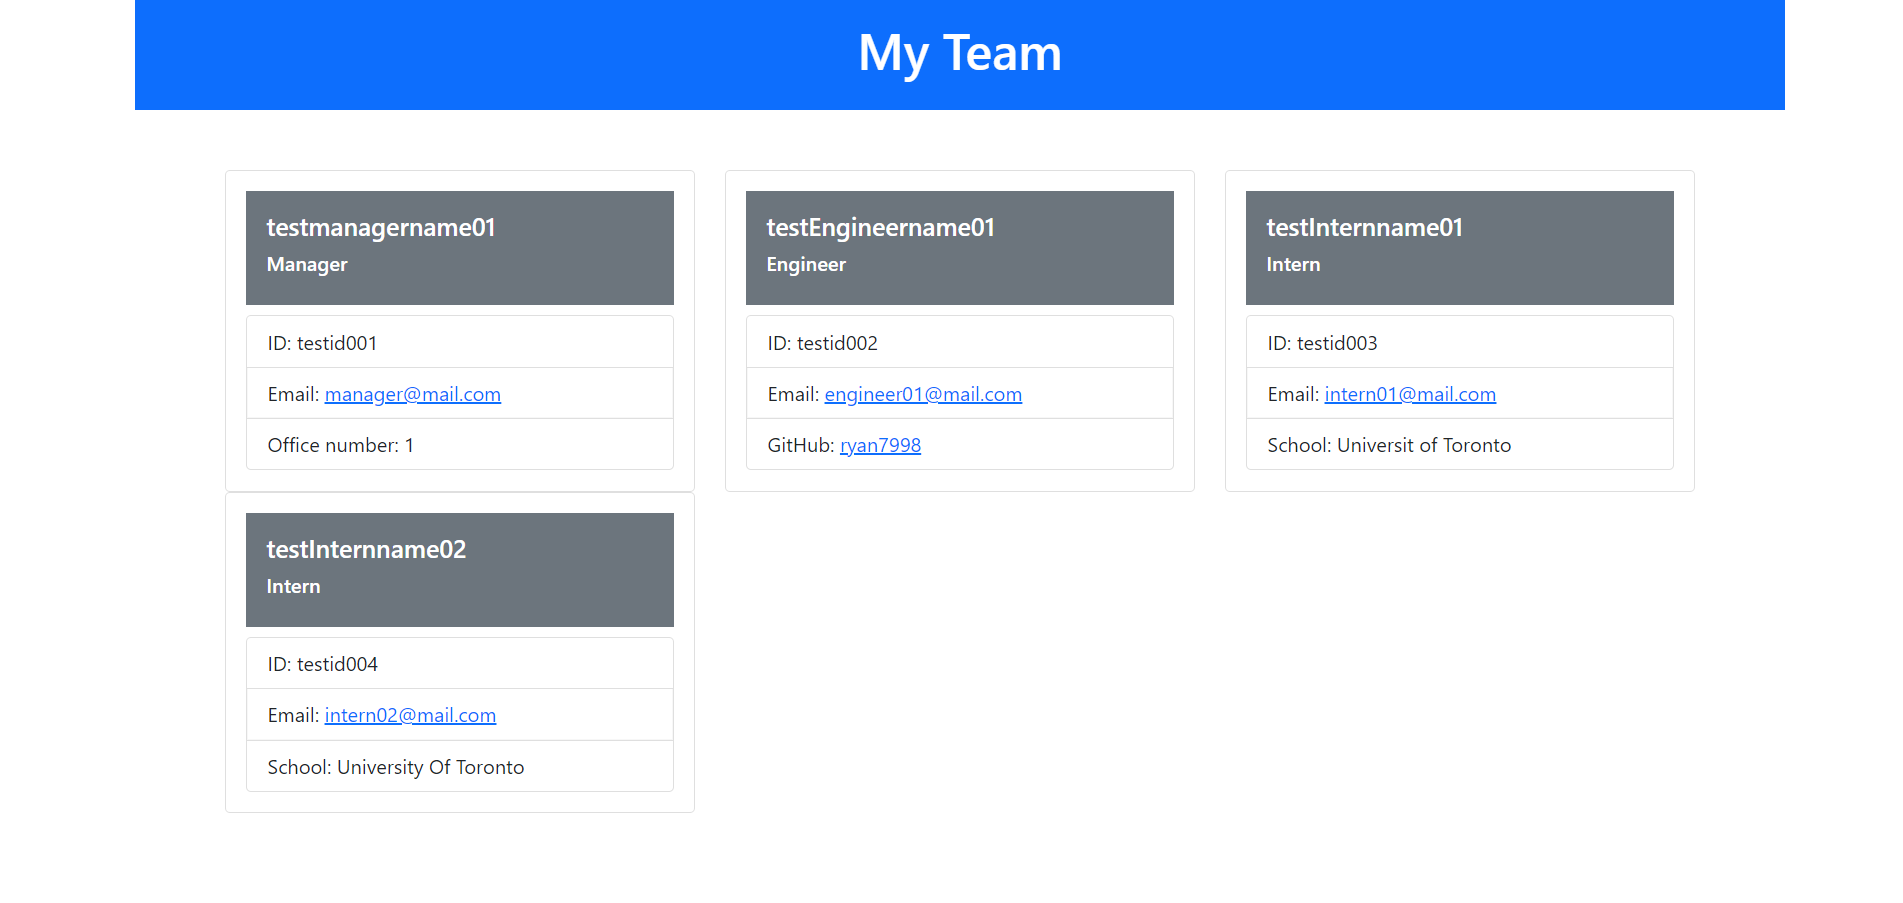 My Team
testmanagername01
Manager
ID: testid001
Email: manager@mail.com
Office number: 1
testEngineername01
Engineer
ID: testid002
Email: engineer01@mail.com
GitHub: ryan7998
testInternname01
Intern
ID: testid003
Email: intern01@mail.com
School: Universit of Toronto
testInternname02
Intern
ID: testid004
Email: intern02@mail.com
School: University Of Toronto